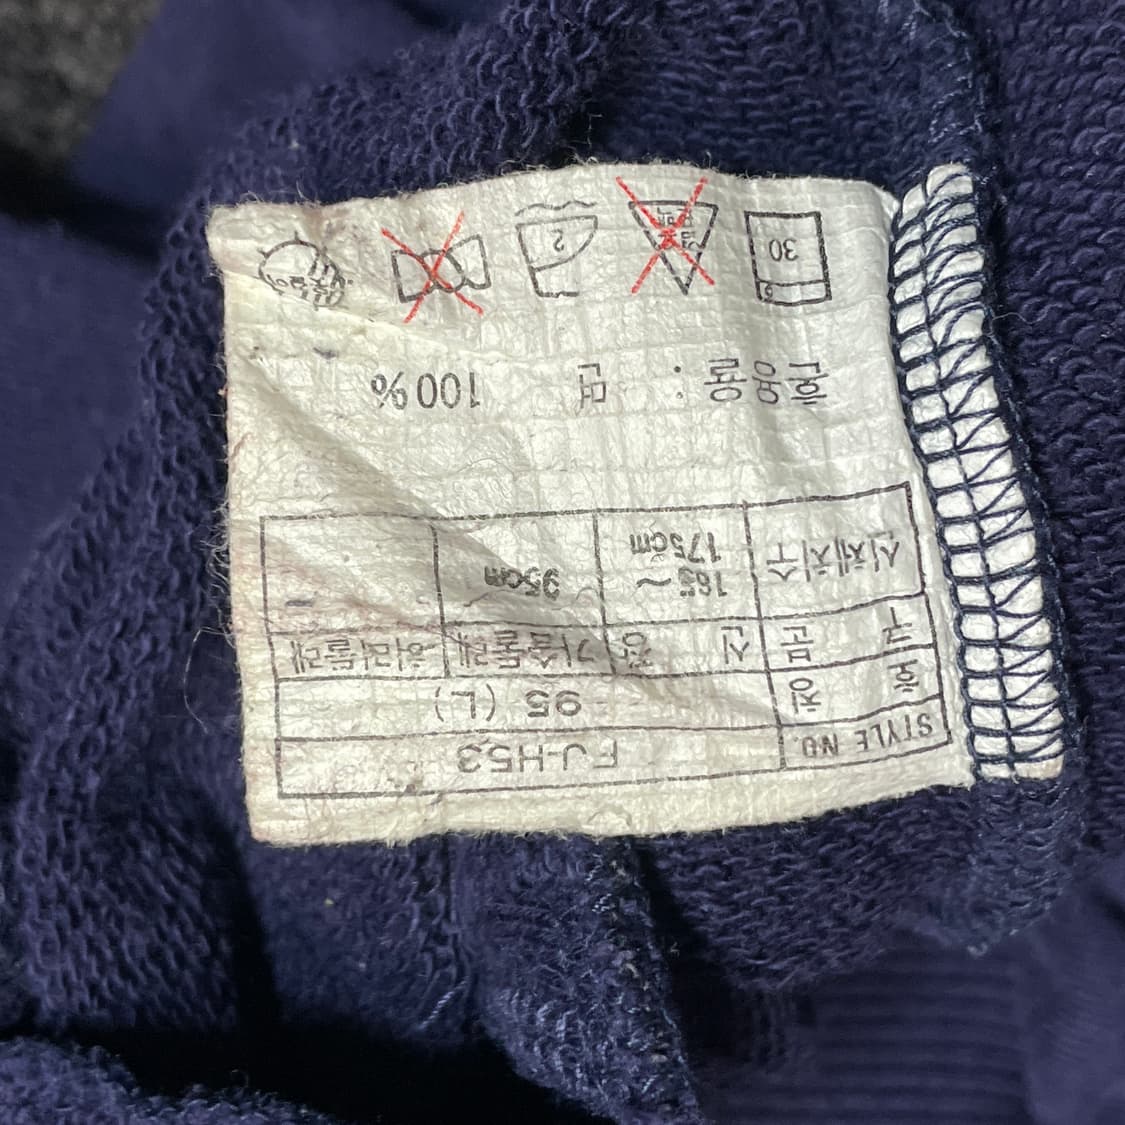 STYLE NO. FJ-H53
호칭 95 (L)
구분 신장 가슴둘레 허리둘레
신체치수 165~ 95cm
175cm
혼용율 : 면 100%
30 2